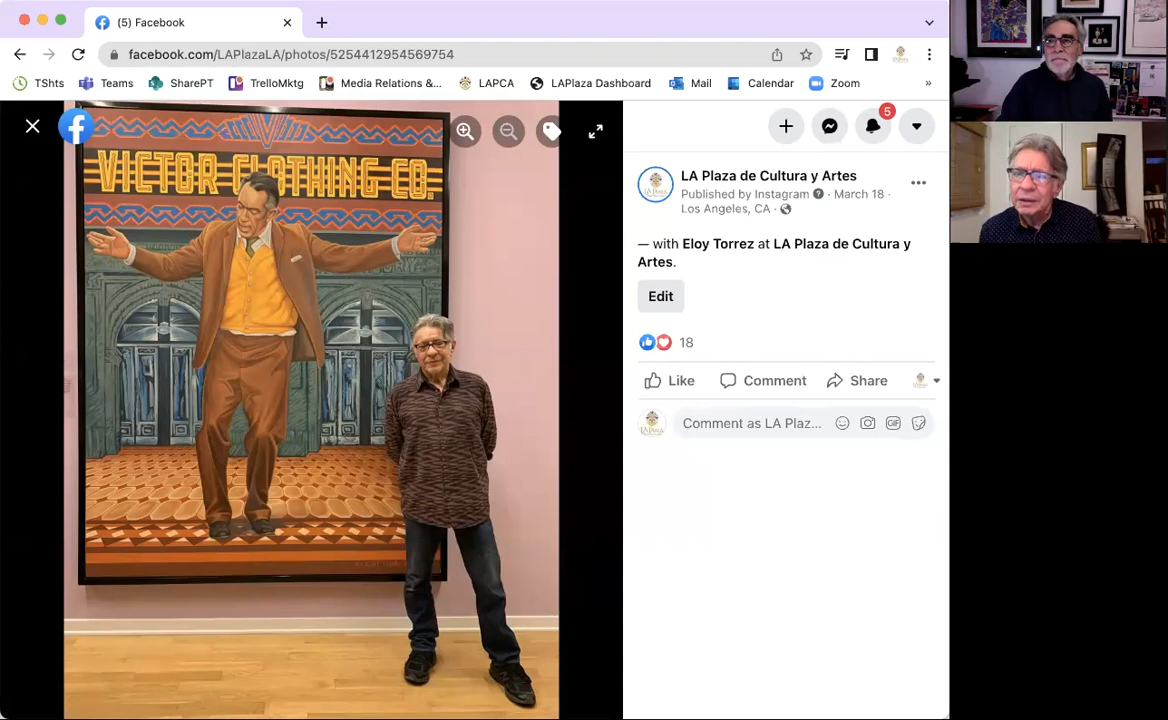 (5) Facebook
facebook.com/LAPlazaLA/photos/5254412954569754
TShts
Teams
SharePT
TrelloMktg
Media Relations &...
LAPCA
LAPlaza Dashboard
Mail
Calendar
Zoom
»
VICTOR CLOTHING CO.
5
LA Plaza de Cultura y Artes
Published by Instagram · March 18 ·
Los Angeles, CA ·
— with Eloy Torrez at LA Plaza de Cultura y
Artes.
Edit
18
Like
Comment
Share
Comment as LA Plaz...
GIF